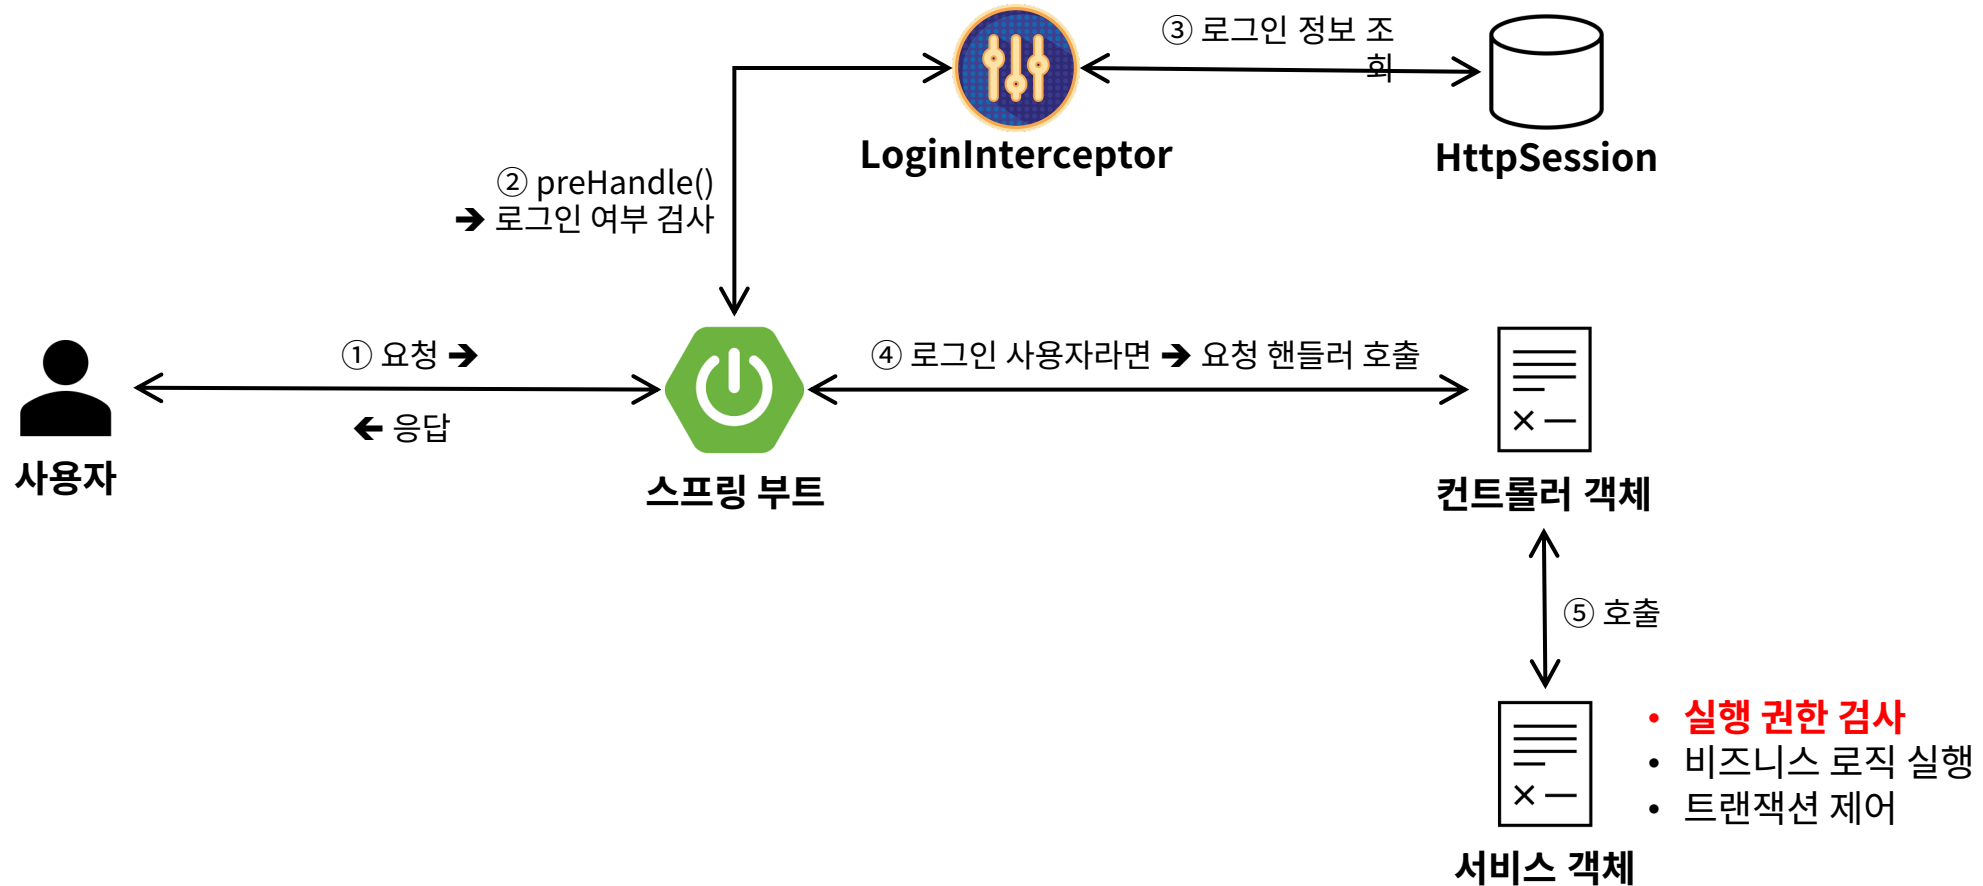 ③ 로그인 정보 조
회
LoginInterceptor
HttpSession
② preHandle()
➔ 로그인 여부 검사
① 요청 ➔
④ 로그인 사용자라면 ➔ 요청 핸들러 호출
🡸 응답
사용자
스프링 부트
컨트롤러 객체
⑤ 호출
• 실행 권한 검사
• 비즈니스 로직 실행
• 트랜잭션 제어
서비스 객체